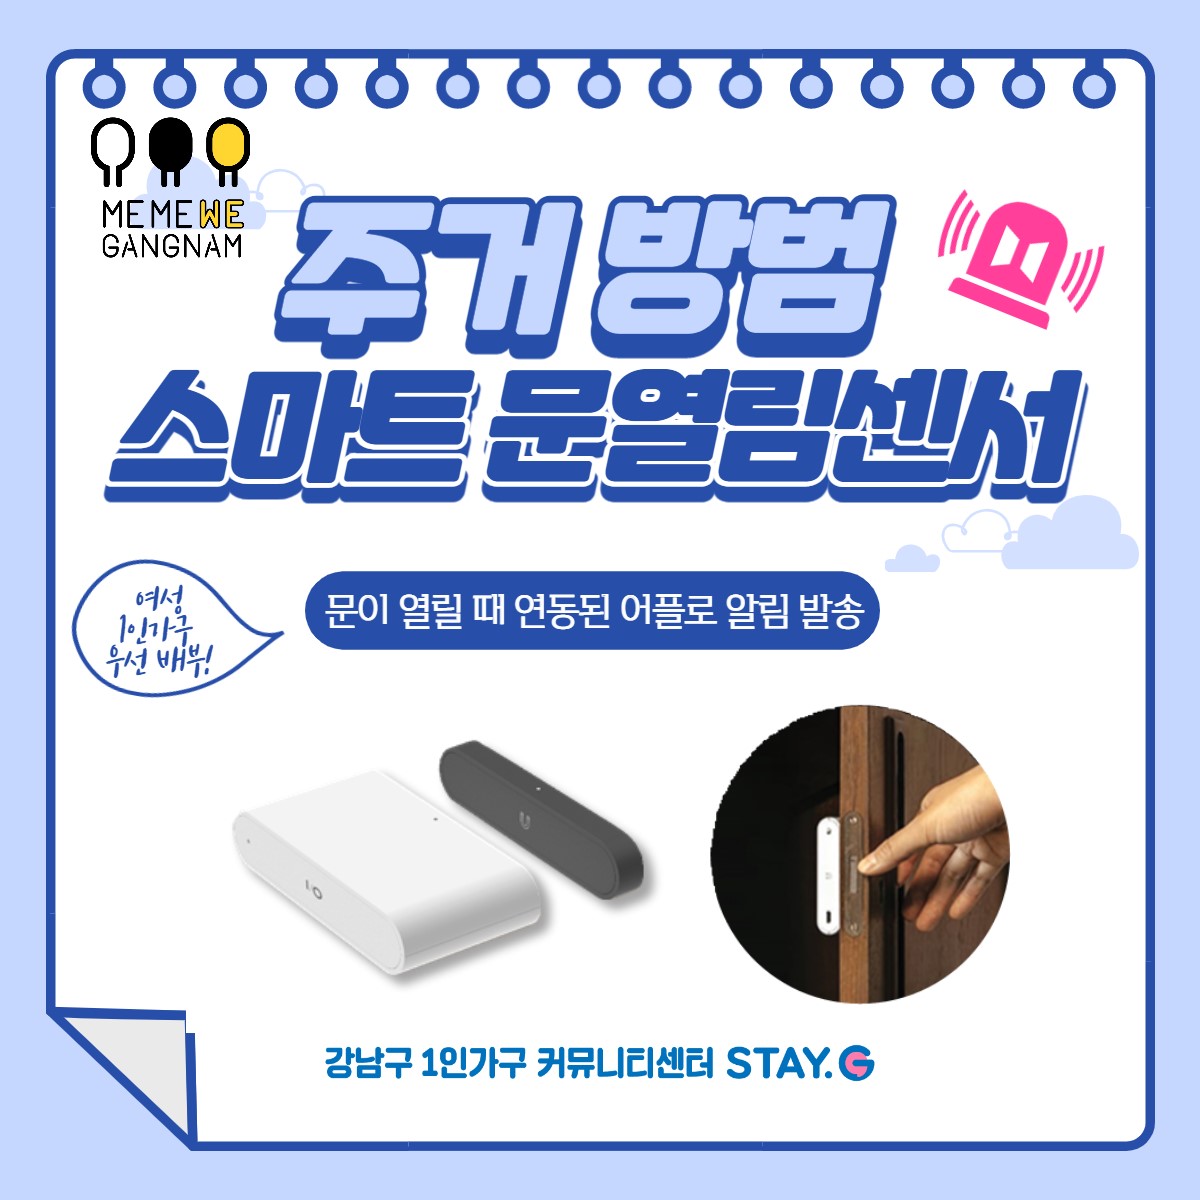 MEMEWE
GANGNAM
주거 방범
스마트 문열림센서
여성
1인가구
우선 배부!
문이 열릴 때 연동된 어플로 알림 발송
I/O
U
강남구 1인가구 커뮤니티센터 STAY.G